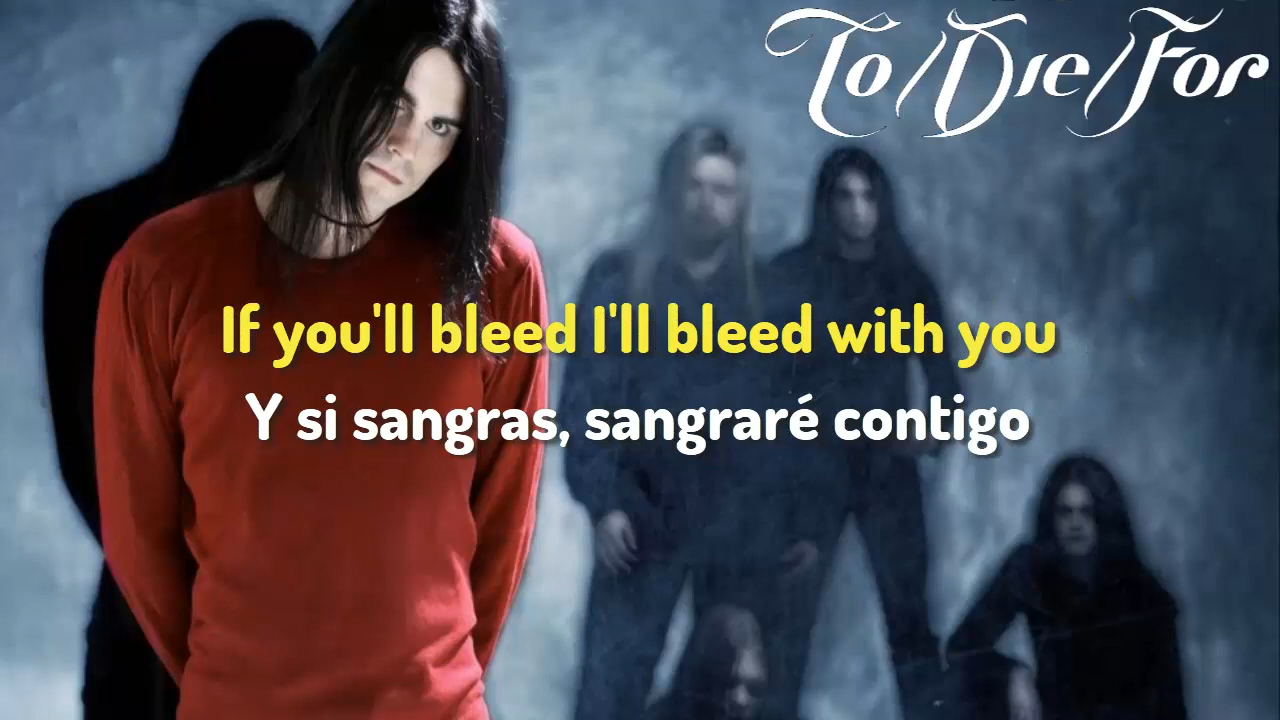 To/Die/For
If you'll bleed I'll bleed with you
Y si sangras, sangraré contigo